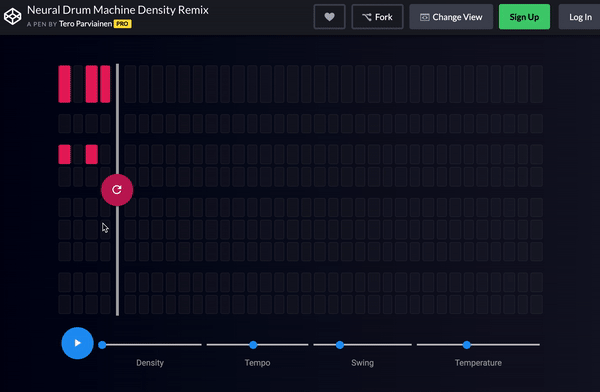 Neural Drum Machine Density Remix
A PEN BY Tero Parviainen PRO
Fork
Change View
Sign Up
Log In
Density
Tempo
Swing
Temperature